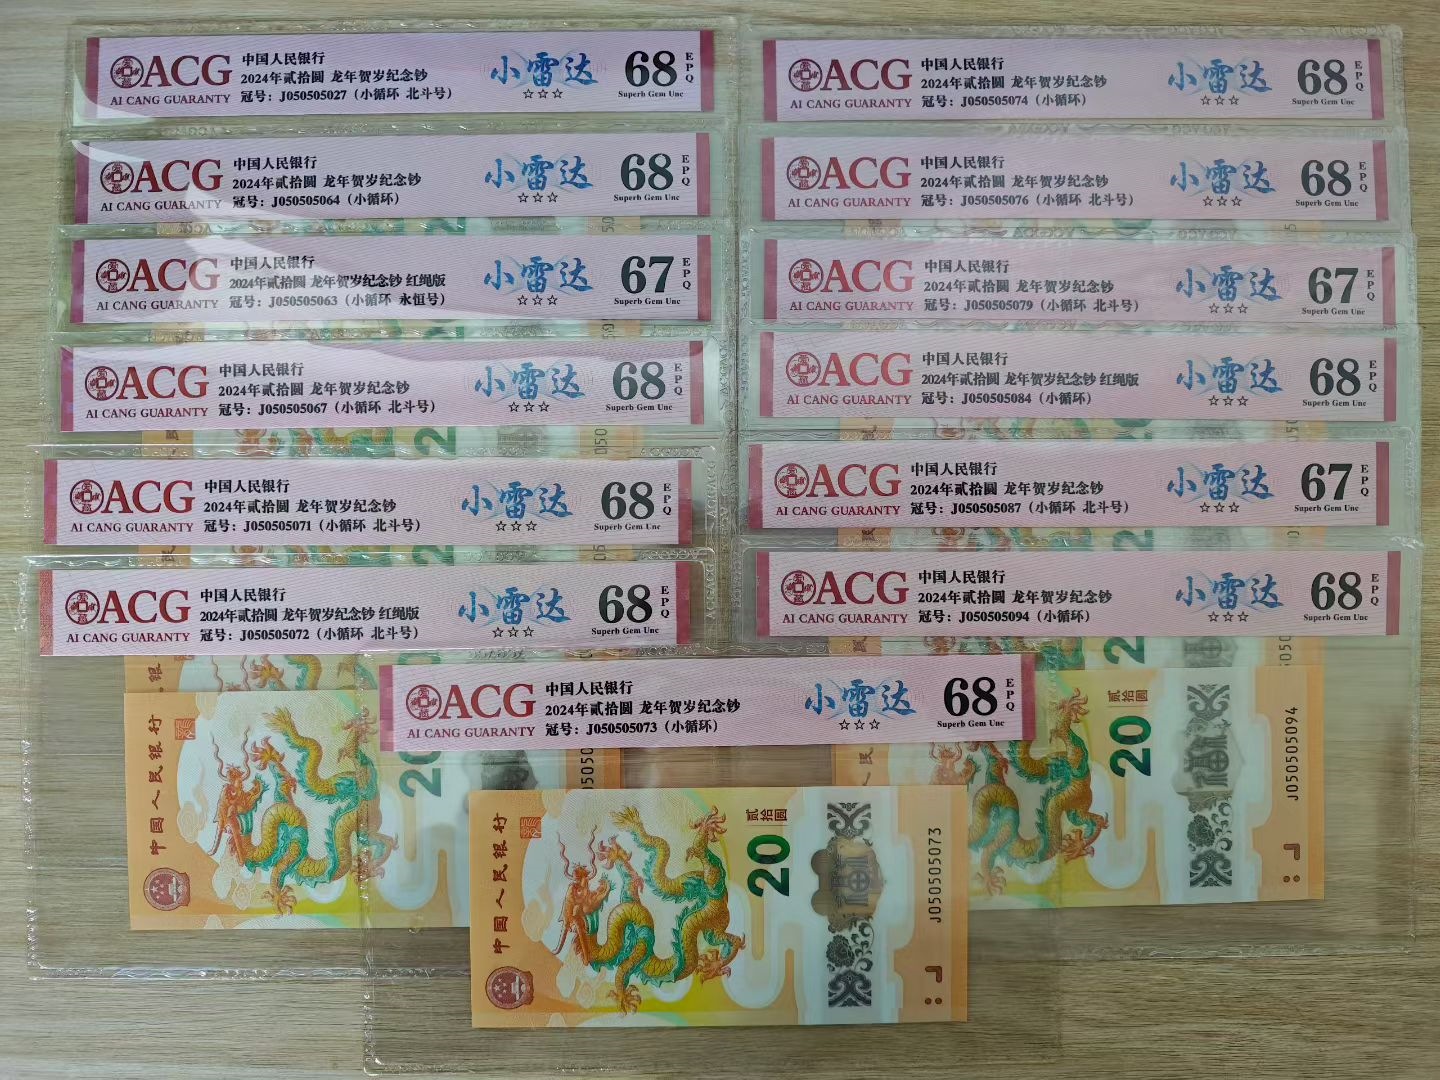 ACG
AI CANG GUARANTY
中国人民银行
2024年贰拾圆 龙年贺岁纪念钞
冠号：J050505027（小循环 北斗号）
小雷达
☆☆☆
68
EPQ
Superb Gem Unc
ACG
AI CANG GUARANTY
中国人民银行
2024年贰拾圆 龙年贺岁纪念钞
冠号：J050505064（小循环）
小雷达
☆☆☆
68
EPQ
Superb Gem Unc
ACG
AI CANG GUARANTY
中国人民银行
2024年贰拾圆 龙年贺岁纪念钞 红绳版
冠号：J050505063（小循环 永恒号）
小雷达
☆☆☆
67
EPQ
Superb Gem Unc
ACG
AI CANG GUARANTY
中国人民银行
2024年贰拾圆 龙年贺岁纪念钞
冠号：J050505067（小循环 北斗号）
小雷达
☆☆☆
68
EPQ
Superb Gem Unc
ACG
AI CANG GUARANTY
中国人民银行
2024年贰拾圆 龙年贺岁纪念钞
冠号：J050505071（小循环 北斗号）
小雷达
☆☆☆
68
EPQ
Superb Gem Unc
ACG
AI CANG GUARANTY
中国人民银行
2024年贰拾圆 龙年贺岁纪念钞 红绳版
冠号：J050505072（小循环 北斗号）
小雷达
☆☆☆
68
EPQ
Superb Gem Unc
ACG
AI CANG GUARANTY
中国人民银行
2024年贰拾圆 龙年贺岁纪念钞
冠号：J050505074（小循环）
小雷达
☆☆☆
68
EPQ
Superb Gem Unc
ACG
AI CANG GUARANTY
中国人民银行
2024年贰拾圆 龙年贺岁纪念钞
冠号：J050505076（小循环 北斗号）
小雷达
☆☆☆
68
EPQ
Superb Gem Unc
ACG
AI CANG GUARANTY
中国人民银行
2024年贰拾圆 龙年贺岁纪念钞
冠号：J050505079（小循环 北斗号）
小雷达
☆☆☆
67
EPQ
Superb Gem Unc
ACG
AI CANG GUARANTY
中国人民银行
2024年贰拾圆 龙年贺岁纪念钞 红绳版
冠号：J050505084（小循环）
小雷达
☆☆☆
68
EPQ
Superb Gem Unc
ACG
AI CANG GUARANTY
中国人民银行
2024年贰拾圆 龙年贺岁纪念钞
冠号：J050505087（小循环 北斗号）
小雷达
☆☆☆
67
EPQ
Superb Gem Unc
ACG
AI CANG GUARANTY
中国人民银行
2024年贰拾圆 龙年贺岁纪念钞
冠号：J050505094（小循环）
小雷达
☆☆☆
68
EPQ
Superb Gem Unc
ACG
AI CANG GUARANTY
中国人民银行
2024年贰拾圆 龙年贺岁纪念钞
冠号：J050505073（小循环）
小雷达
☆☆☆
68
EPQ
Superb Gem Unc
中国人民银行
20
贰拾圆
20
J050505094
中国人民银行
贰拾圆
20
J050505073